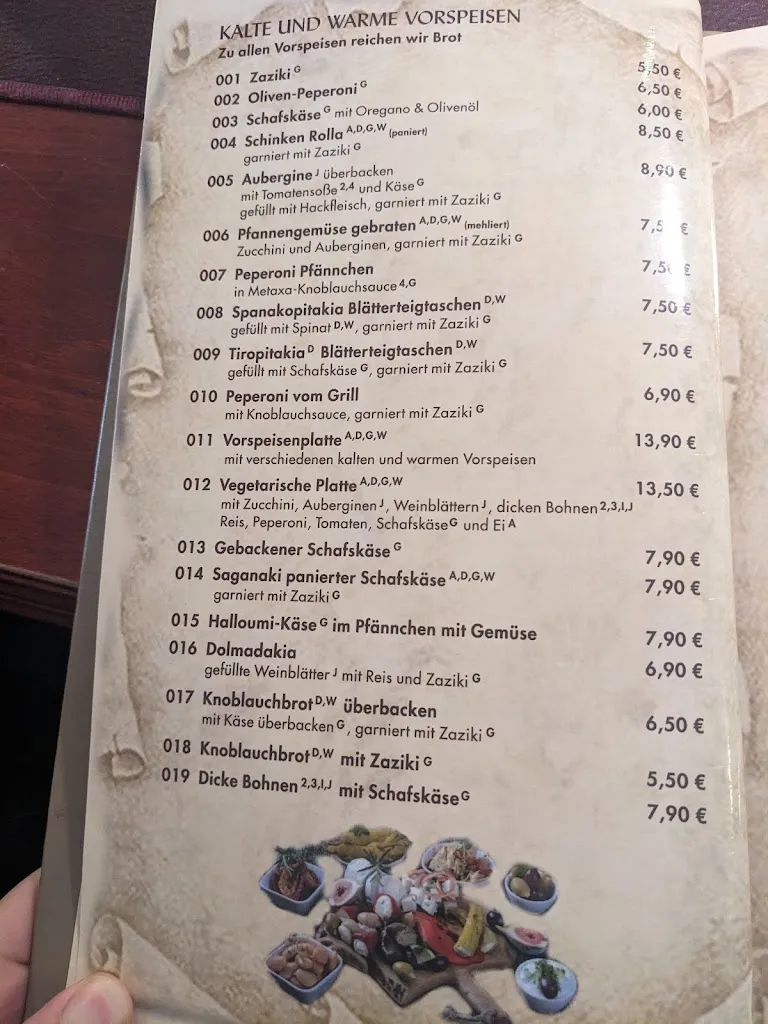 KALTE UND WARME VORSPEISEN
Zu allen Vorspeisen reichen wir Brot
001 Zaziki G 5,50 €
002 Oliven-Peperoni G 6,50 €
003 Schafskäse G mit Oregano & Olivenöl 6,00 €
004 Schinken Rolla A,D,G,W (paniert) 8,50 €
garniert mit Zaziki G
005 Aubergine J überbacken 8,90 €
mit Tomatensoße 2,4 und Käse G
gefüllt mit Hackfleisch, garniert mit Zaziki G
006 Pfannengemüse gebraten A,D,G,W (mehliert) 7,5 €
Zucchini und Auberginen, garniert mit Zaziki G
007 Peperoni Pfännchen 7,50 €
in Metaxa-Knoblauchsauce 4,G
008 Spanakopitakia Blätterteigtaschen D,W 7,50 €
gefüllt mit Spinat D,W, garniert mit Zaziki G
009 Tiropitakia D Blätterteigtaschen D,W 7,50 €
gefüllt mit Schafskäse G, garniert mit Zaziki G
010 Peperoni vom Grill 6,90 €
mit Knoblauchsauce, garniert mit Zaziki G
011 Vorspeisenplatte A,D,G,W 13,90 €
mit verschiedenen kalten und warmen Vorspeisen
012 Vegetarische Platte A,D,G,W 13,50 €
mit Zucchini, Auberginen J, Weinblättern J, dicken Bohnen 2,3,I,J
Reis, Peperoni, Tomaten, Schafskäse G und Ei A
013 Gebackener Schafskäse G 7,90 €
014 Saganaki panierter Schafskäse A,D,G,W 7,90 €
garniert mit Zaziki G
015 Halloumi-Käse G im Pfännchen mit Gemüse 7,90 €
016 Dolmadakia 6,90 €
gefüllte Weinblätter J mit Reis und Zaziki G
017 Knoblauchbrot D,W überbacken 6,50 €
mit Käse überbacken G, garniert mit Zaziki G
018 Knoblauchbrot D,W mit Zaziki G 5,50 €
019 Dicke Bohnen 2,3,I,J mit Schafskäse G 7,90 €